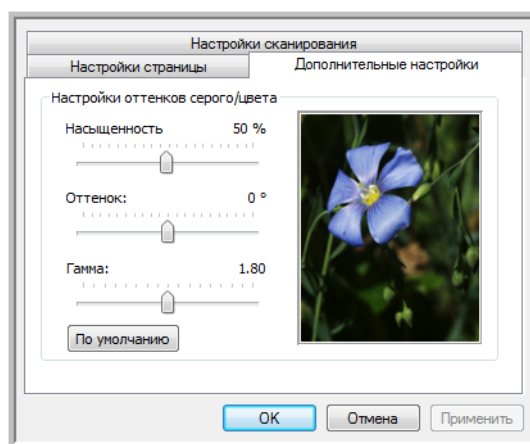 Настройки сканирования
Настройки страницы Дополнительные настройки
Настройки оттенков серого/цвета
Насыщенность 50 %
Оттенок: 0 °
Гамма: 1.80
По умолчанию
OK Отмена Применить